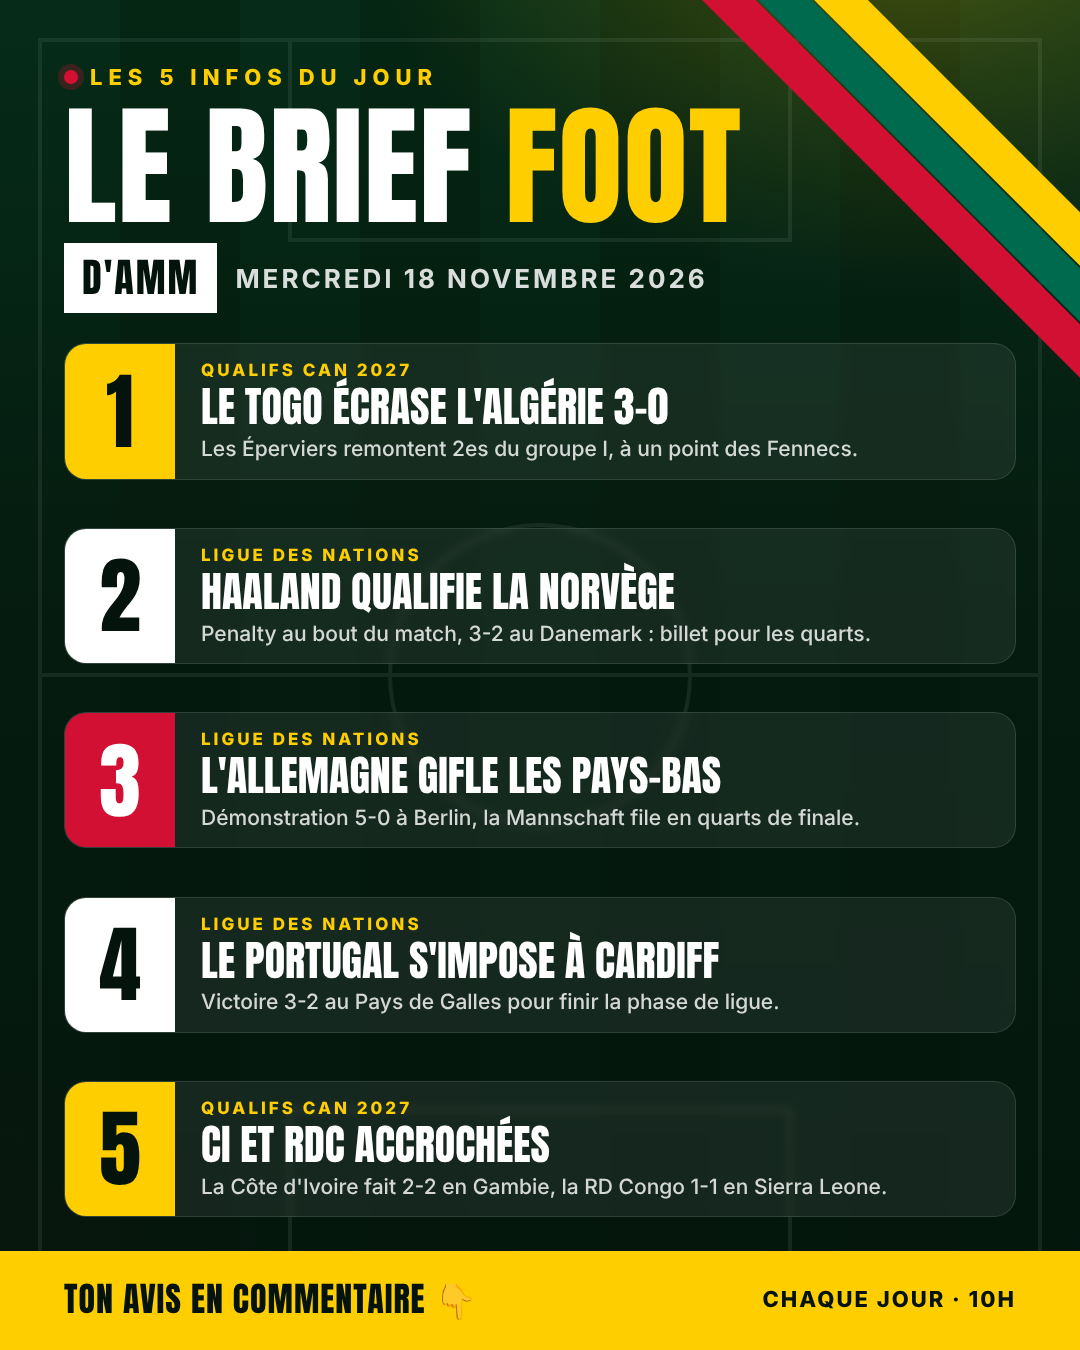 LES 5 INFOS DU JOUR
LE BRIEF FOOT
D'AMM
MERCREDI 18 NOVEMBRE 2026
1
QUALIFS CAN 2027
LE TOGO ÉCRASE L'ALGÉRIE 3-0
Les Éperviers remontent 2es du groupe I, à un point des Fennecs.
2
LIGUE DES NATIONS
HAALAND QUALIFIE LA NORVÈGE
Penalty au bout du match, 3-2 au Danemark : billet pour les quarts.
3
LIGUE DES NATIONS
L'ALLEMAGNE GIFLE LES PAYS-BAS
Démonstration 5-0 à Berlin, la Mannschaft file en quarts de finale.
4
LIGUE DES NATIONS
LE PORTUGAL S'IMPOSE À CARDIFF
Victoire 3-2 au Pays de Galles pour finir la phase de ligue.
5
QUALIFS CAN 2027
CI ET RDC ACCROCHÉES
La Côte d'Ivoire fait 2-2 en Gambie, la RD Congo 1-1 en Sierra Leone.
TON AVIS EN COMMENTAIRE 👇
CHAQUE JOUR · 10H